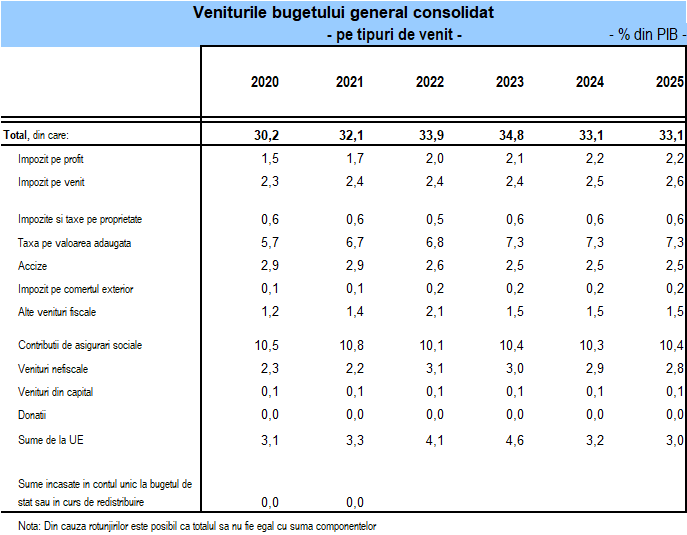 Veniturile bugetului general consolidat
- pe tipuri de venit - - % din PIB -
2020 2021 2022 2023 2024 2025
Total, din care: 30,2 32,1 33,9 34,8 33,1 33,1
Impozit pe profit 1,5 1,7 2,0 2,1 2,2 2,2
Impozit pe venit 2,3 2,4 2,4 2,4 2,5 2,6
Impozite si taxe pe proprietate 0,6 0,6 0,5 0,6 0,6 0,6
Taxa pe valoarea adaugata 5,7 6,7 6,8 7,3 7,3 7,3
Accize 2,9 2,9 2,6 2,5 2,5 2,5
Impozit pe comertul exterior 0,1 0,1 0,2 0,2 0,2 0,2
Alte venituri fiscale 1,2 1,4 2,1 1,5 1,5 1,5
Contributii de asigurari sociale 10,5 10,8 10,1 10,4 10,3 10,4
Venituri nefiscale 2,3 2,2 3,1 3,0 2,9 2,8
Venituri din capital 0,1 0,1 0,1 0,1 0,1 0,1
Donatii 0,0 0,0 0,0 0,0 0,0 0,0
Sume de la UE 3,1 3,3 4,1 4,6 3,2 3,0
Sume incasate in contul unic la bugetul de
stat sau in curs de redistribuire 0,0 0,0
Nota: Din cauza rotunjirilor este posibil ca totalul sa nu fie egal cu suma componentelor